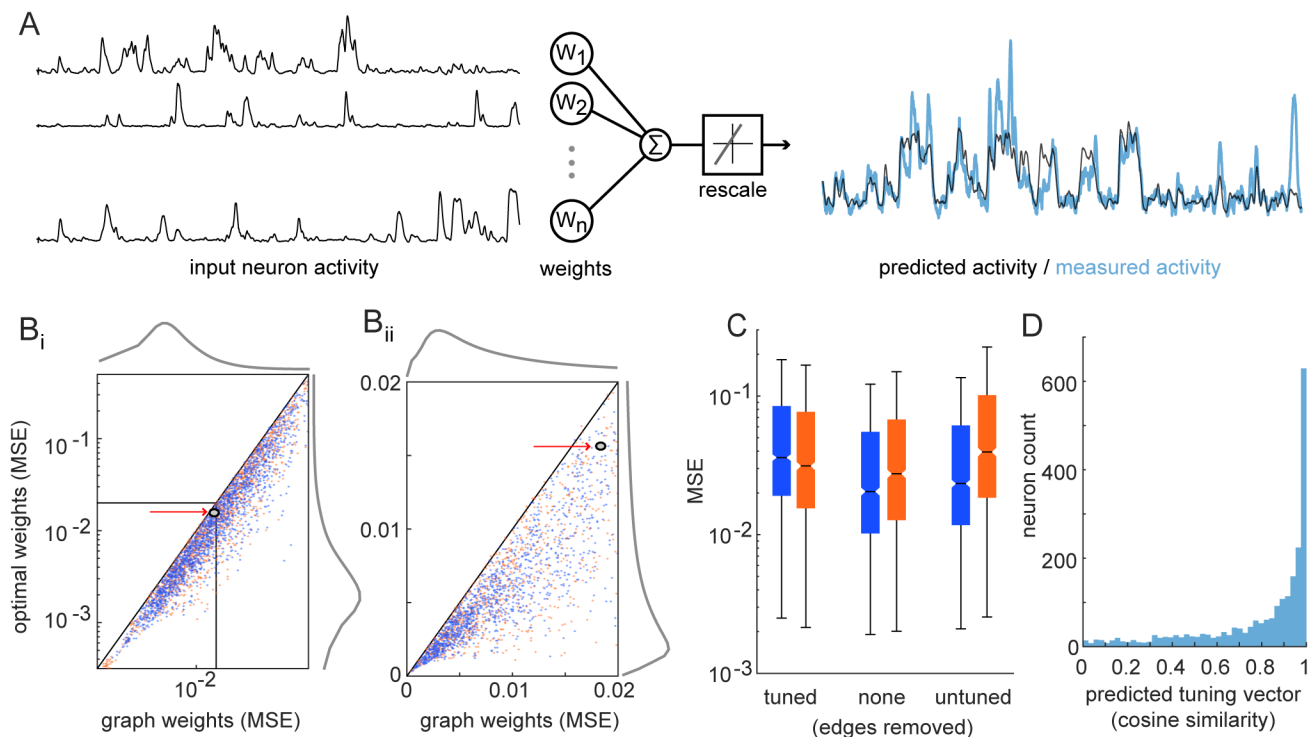 A
W1
W2
Wn
Σ
rescale
input neuron activity
weights
predicted activity / measured activity
Bi
optimal weights (MSE)
10-1
10-2
10-3
10-2
graph weights (MSE)
Bii
0.02
0.01
0
0
0.01
0.02
graph weights (MSE)
C
MSE
10-1
10-2
10-3
tuned
none
untuned
(edges removed)
D
neuron count
600
400
200
0
0
0.2
0.4
0.6
0.8
1
predicted tuning vector
(cosine similarity)